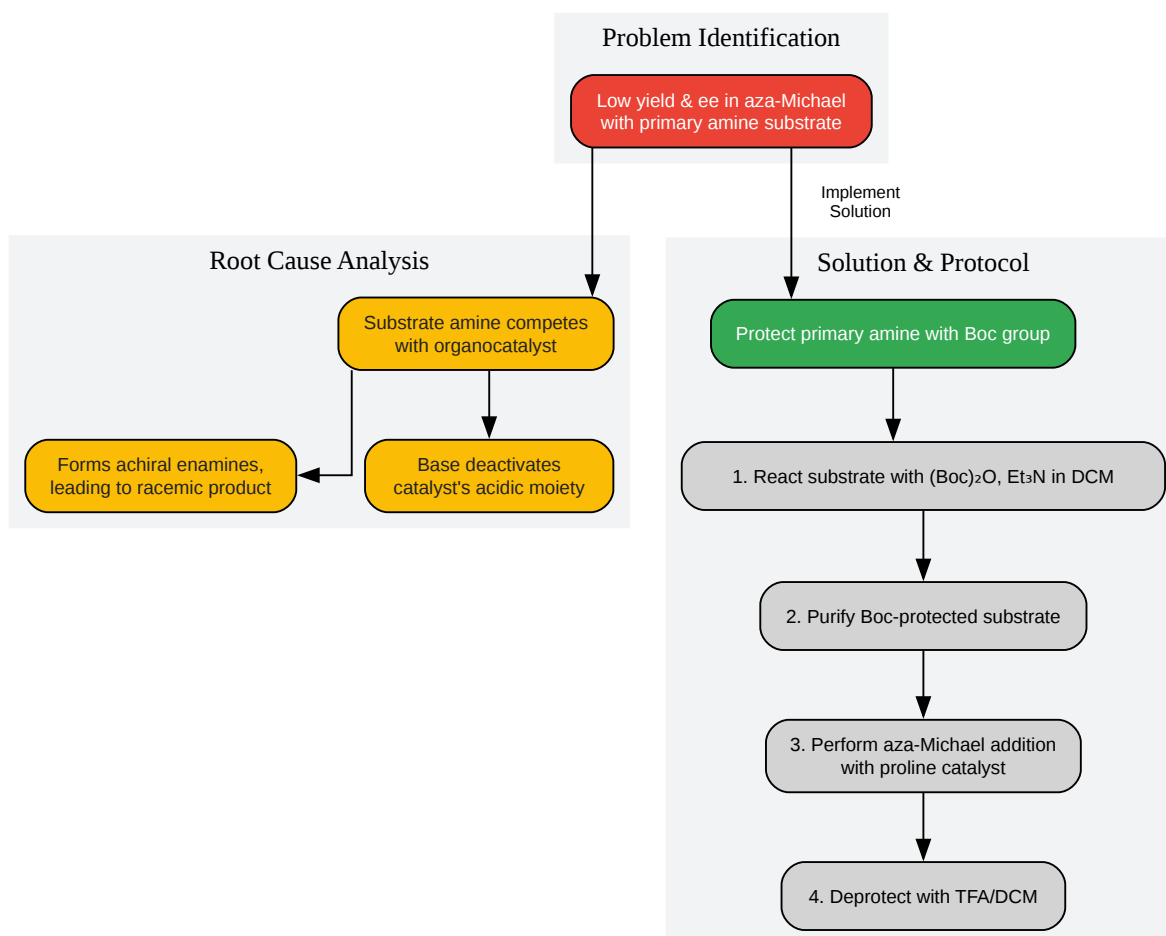 Problem Identification
Low yield & ee in aza-Michael
with primary amine substrate
Implement
Solution
Root Cause Analysis
Substrate amine competes
with organocatalyst
Forms achiral enamines,
leading to racemic product
Base deactivates
catalyst's acidic moiety
Solution & Protocol
Protect primary amine with Boc group
1. React substrate with (Boc)₂O, Et₃N in DCM
2. Purify Boc-protected substrate
3. Perform aza-Michael addition
with proline catalyst
4. Deprotect with TFA/DCM